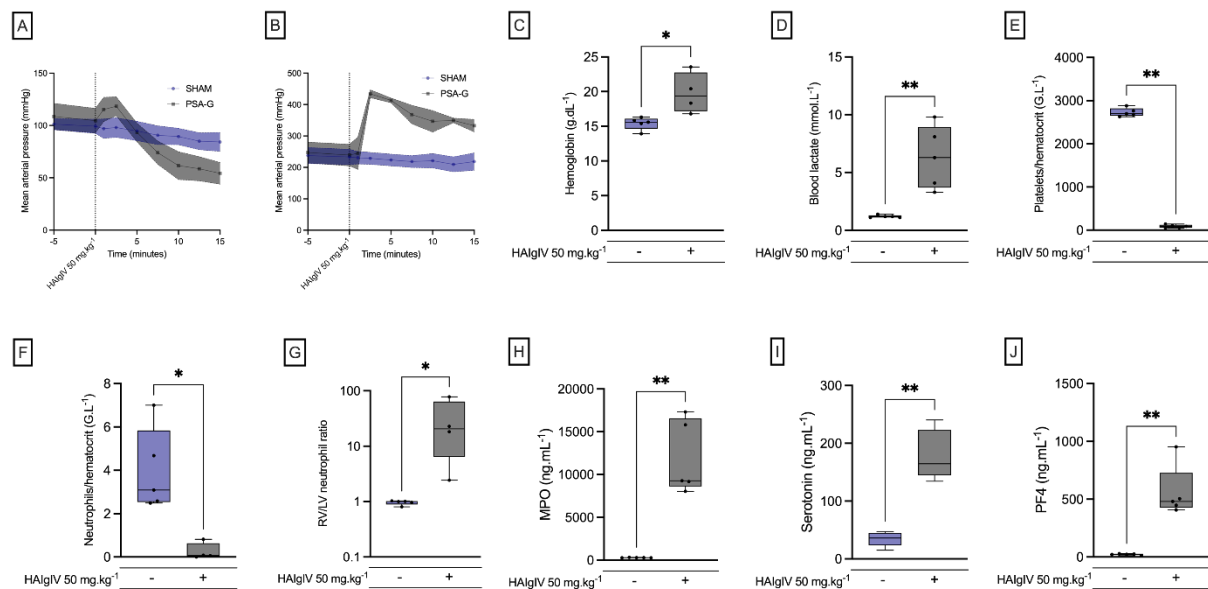 A
Mean arterial pressure (mmHg)
150
100
50
0
-5
0
5
10
15
SHAM
PSA-G
HAIgIV 50 mg.kg-1
Time (minutes)
B
Mean arterial pressure (mmHg)
500
400
300
200
100
0
-5
0
5
10
15
SHAM
PSA-G
HAIgIV 50 mg.kg-1
Time (minutes)
C
Hemoglobin (g.dL-1)
25
20
15
10
5
0
*
HAIgIV 50 mg.kg-1 - +
D
Blood lactate (mmol.L-1)
15
10
5
0
**
HAIgIV 50 mg.kg-1 - +
E
Platelets/hematocrit (G.L-1)
4000
3000
2000
1000
0
**
HAIgIV 50 mg.kg-1 - +
F
Neutrophils/hematocrit (G.L-1)
8
6
4
2
0
*
HAIgIV 50 mg.kg-1 - +
G
RV/LV neutrophil ratio
100
10
1
0.1
*
HAIgIV 50 mg.kg-1 - +
H
MPO (ng.mL-1)
20000
15000
10000
5000
0
**
HAIgIV 50 mg.kg-1 - +
I
Serotonin (ng.mL-1)
300
200
100
0
**
HAIgIV 50 mg.kg-1 - +
J
PF4 (ng.mL-1)
1500
1000
500
0
**
HAIgIV 50 mg.kg-1 - +